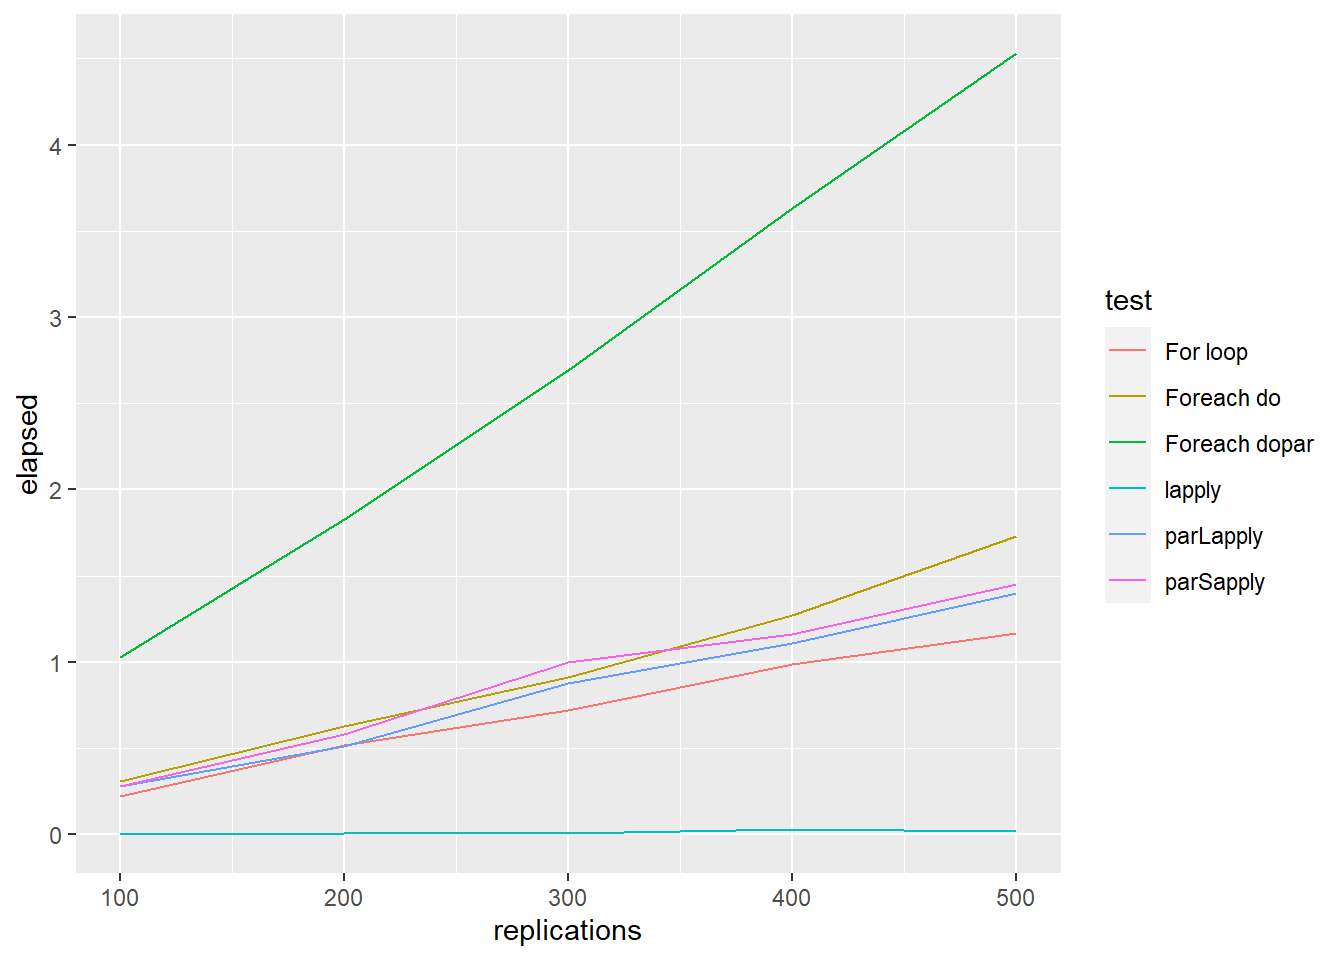 elapsed
4
3
2
1
0
100 200 300 400 500
replications
test
For loop
Foreach do
Foreach dopar
lapply
parLapply
parSapply